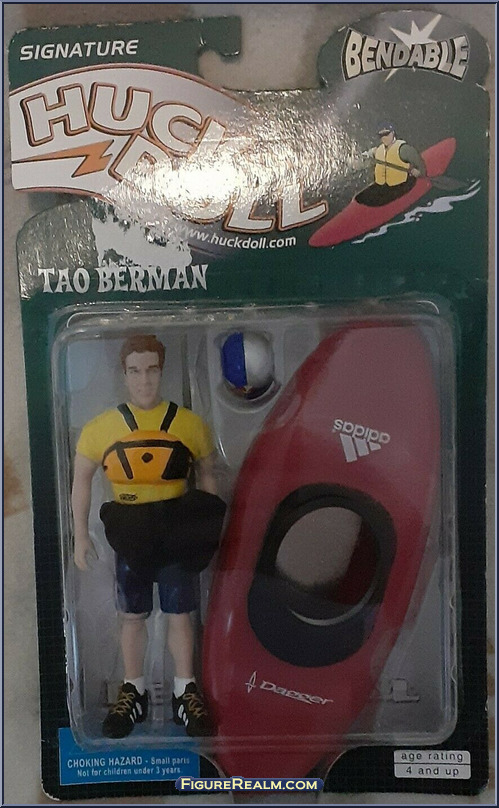 SIGNATURE
BENDABLE
HUCK
DOLL
www.huckdoll.com
TAO BERMAN
adidas
Dagger
CHOKING HAZARD - Small parts
Not for children under 3 years.
age rating
4 and up
FIGUREREALM.COM